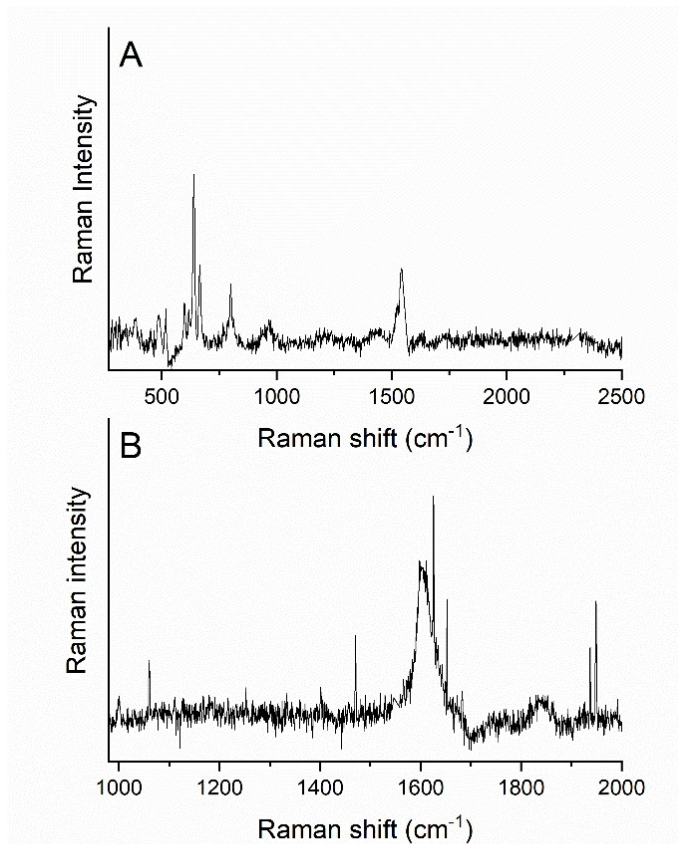 A
Raman Intensity
500 1000 1500 2000 2500
Raman shift (cm-1)
B
Raman intensity
1000 1200 1400 1600 1800 2000
Raman shift (cm-1)